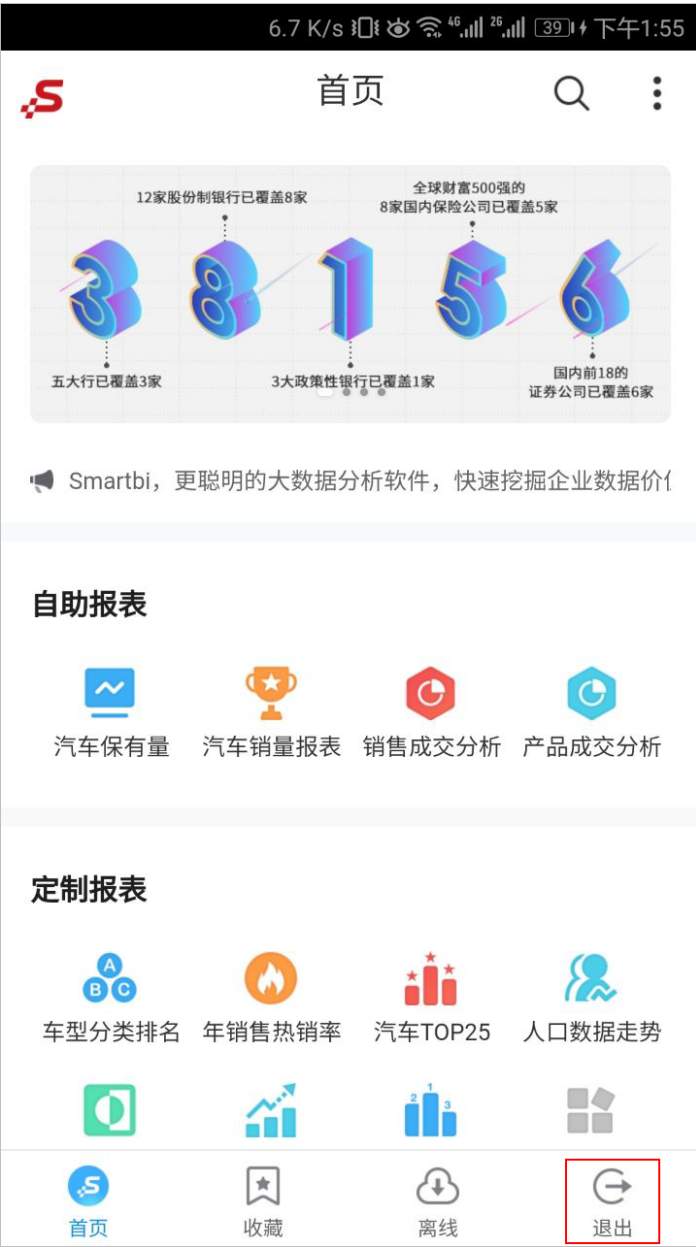 6.7 K/s 4G 2G 39 下午1:55
S 首页
12家股份制银行已覆盖8家
全球财富500强的
8家国内保险公司已覆盖5家
3 8 1 5 6
五大行已覆盖3家
3大政策性银行已覆盖1家
国内前18的
证券公司已覆盖6家
Smartbi，更聪明的大数据分析软件，快速挖掘企业数据价
自助报表
汽车保有量 汽车销量报表 销售成交分析 产品成交分析
定制报表
A B C
车型分类排名 年销售热销率 汽车TOP25 人口数据走势
2 1 3
S
首页 收藏 离线 退出